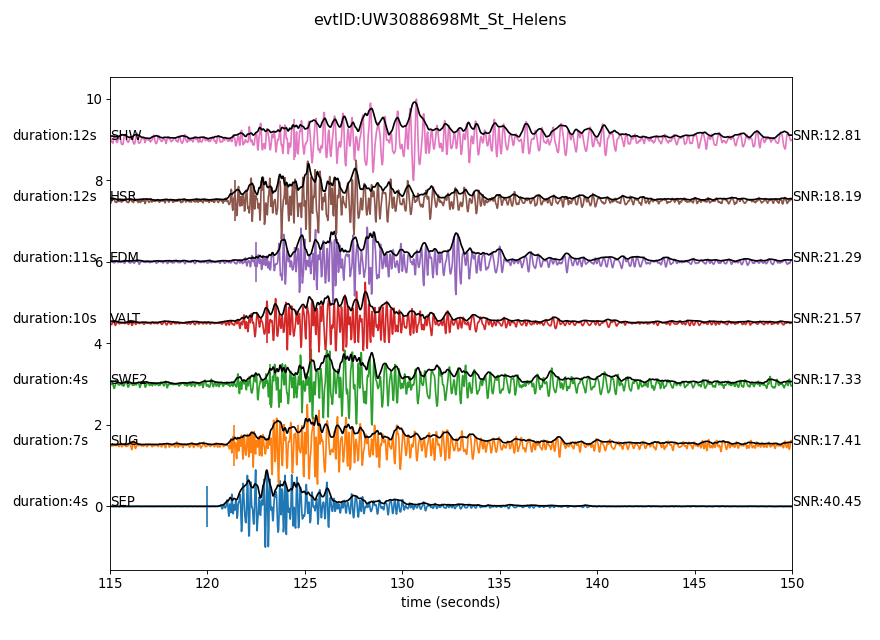 evtID:UW3088698Mt_St_Helens
10
duration:12s SHW SNR:12.81
8
duration:12s HSR SNR:18.19
duration:11s EDM SNR:21.29
6
duration:10s VALT SNR:21.57
4
duration:4s SWF2 SNR:17.33
2
duration:7s SUG SNR:17.41
duration:4s SEP SNR:40.45
0
115 120 125 130 135 140 145 150
time (seconds)